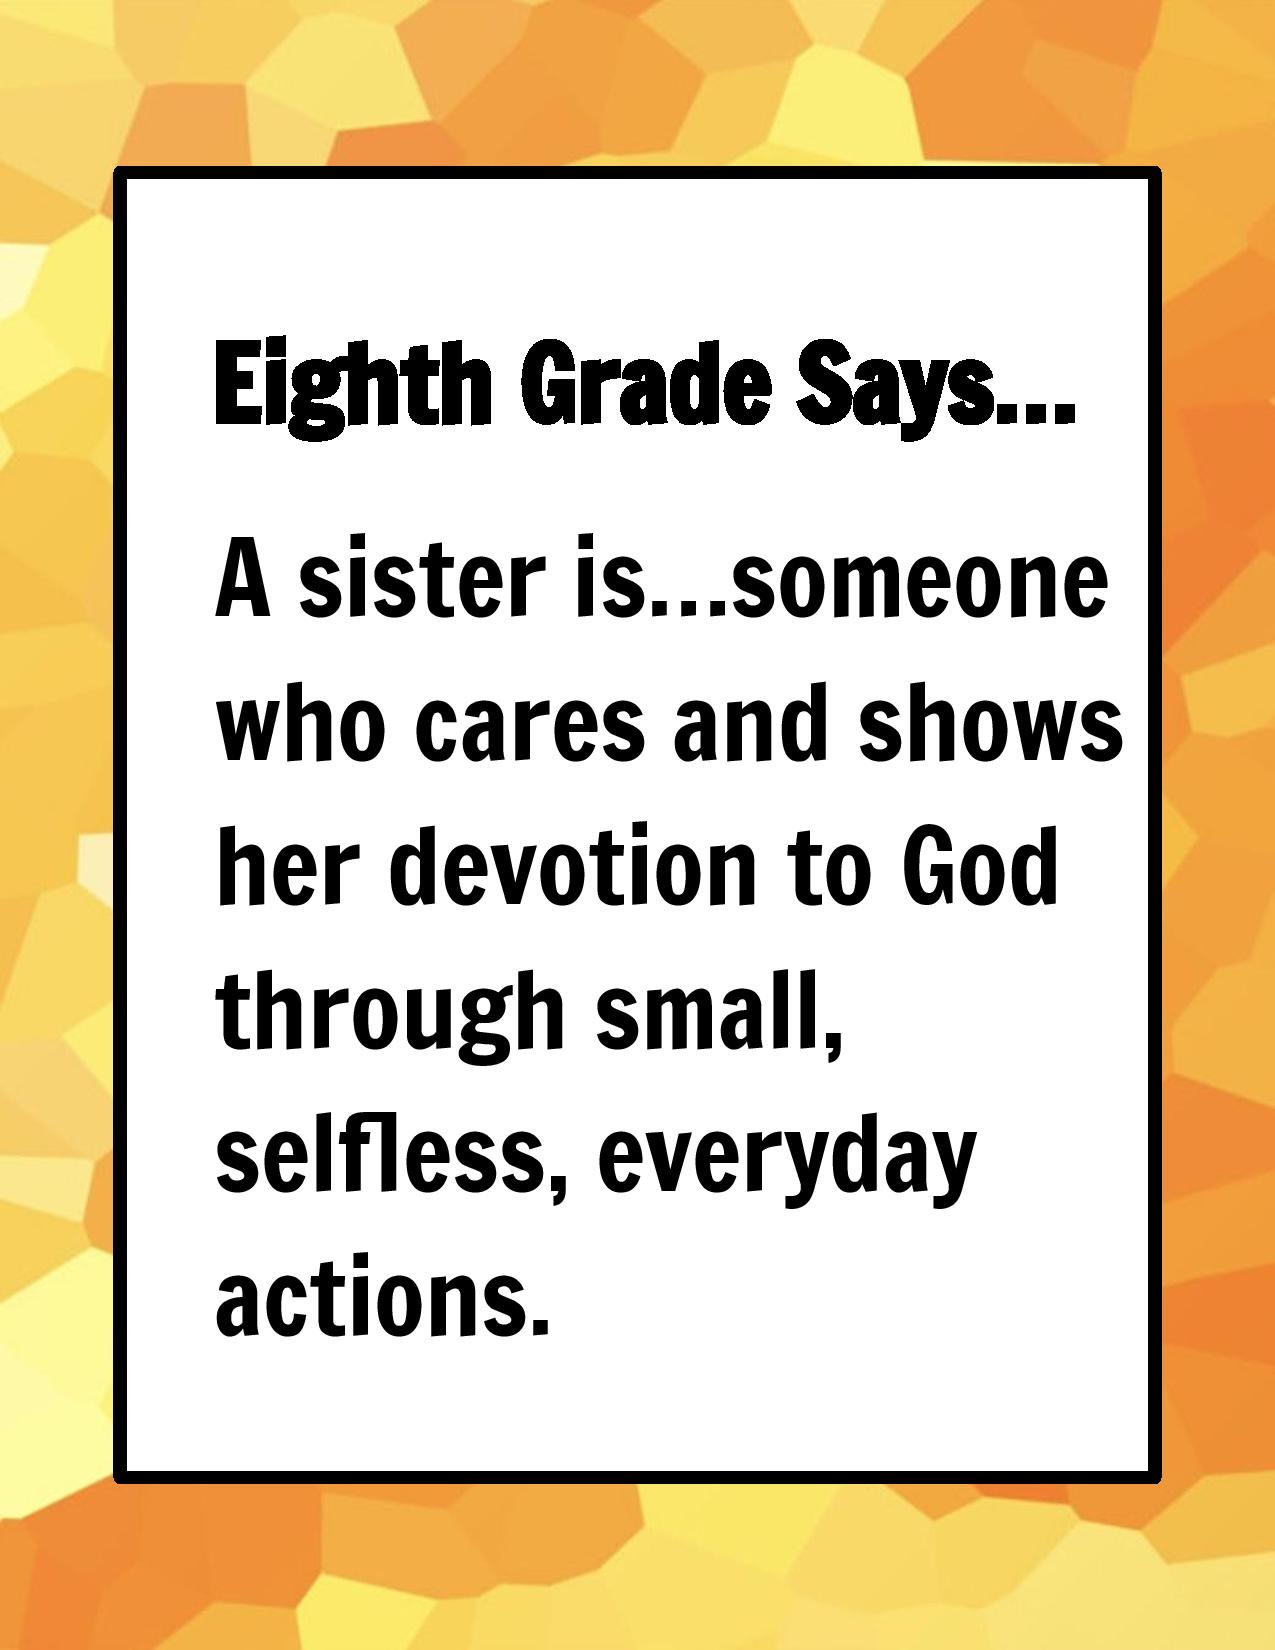 Eighth Grade Says...
A sister is...someone
who cares and shows
her devotion to God
through small,
selfless, everyday
actions.